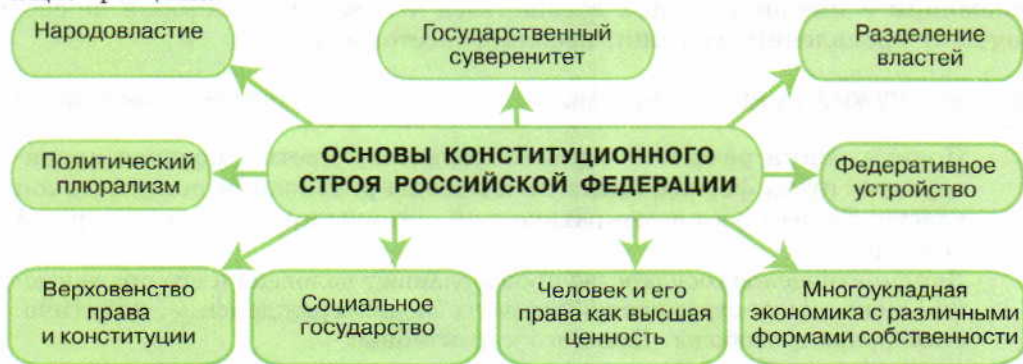 Народовластие
Государственный
суверенитет
Разделение
властей
Политический
плюрализм
ОСНОВЫ КОНСТИТУЦИОННОГО
СТРОЯ РОССИЙСКОЙ ФЕДЕРАЦИИ
Федеративное
устройство
Верховенство
права
и конституции
Социальное
государство
Человек и его
права как высшая
ценность
Многоукладная
экономика с различными
формами собственности